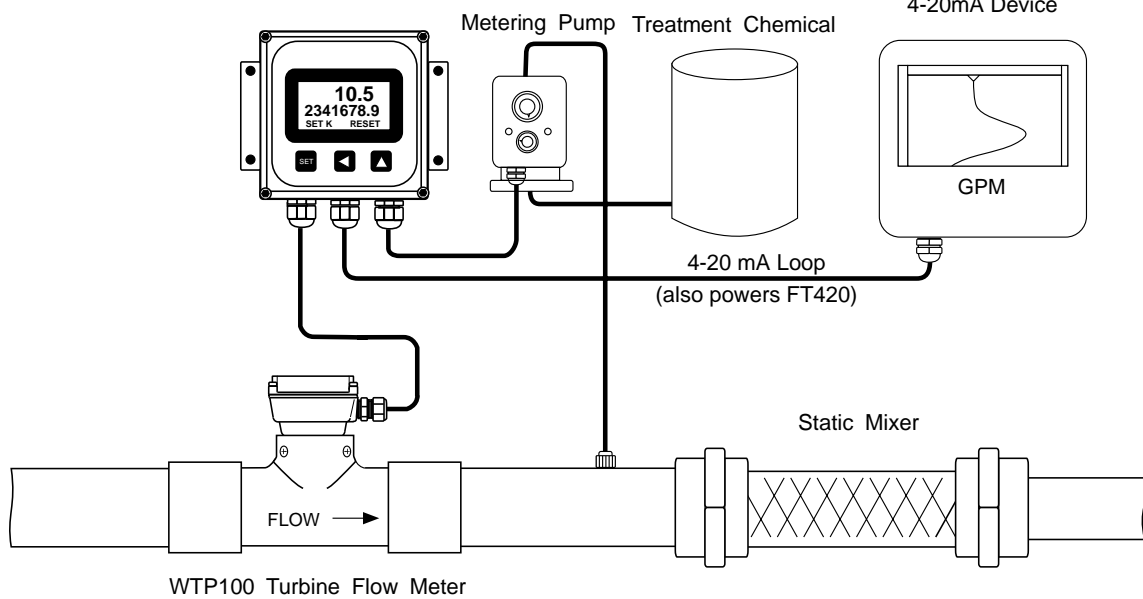 4-20mA Device
Metering Pump
Treatment Chemical
10.5
2341678.9
SET K RESET
SET
GPM
4-20 mA Loop
(also powers FT420)
Static Mixer
FLOW
WTP100 Turbine Flow Meter